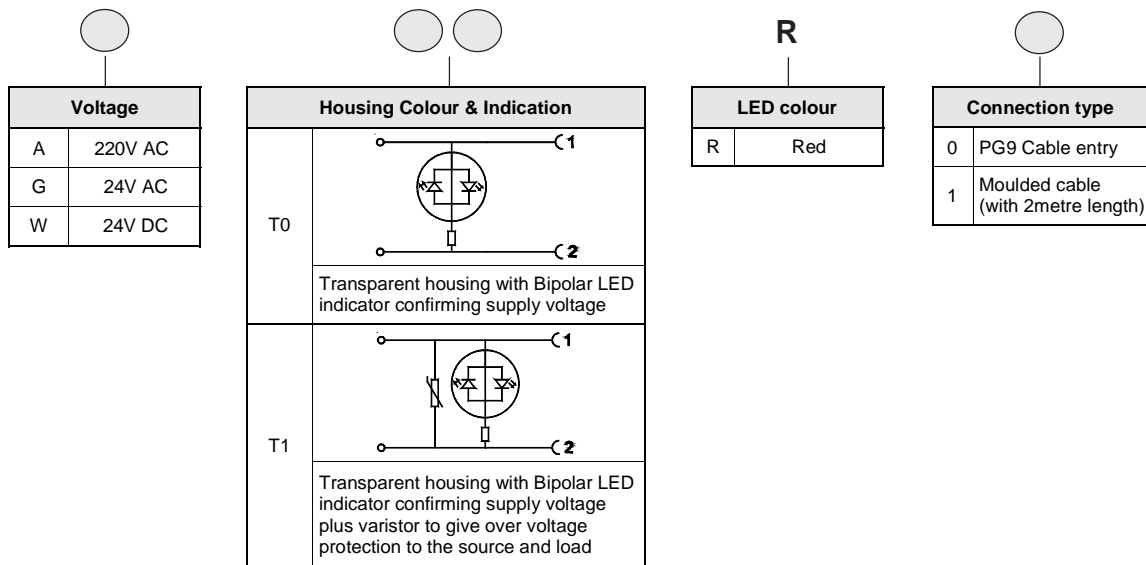 R
Voltage
A 220V AC
G 24V AC
W 24V DC
Housing Colour & Indication
T0
1
2
Transparent housing with Bipolar LED
indicator confirming supply voltage
T1
1
2
Transparent housing with Bipolar LED
indicator confirming supply voltage
plus varistor to give over voltage
protection to the source and load
LED colour
R Red
Connection type
0 PG9 Cable entry
1 Moulded cable
(with 2metre length)